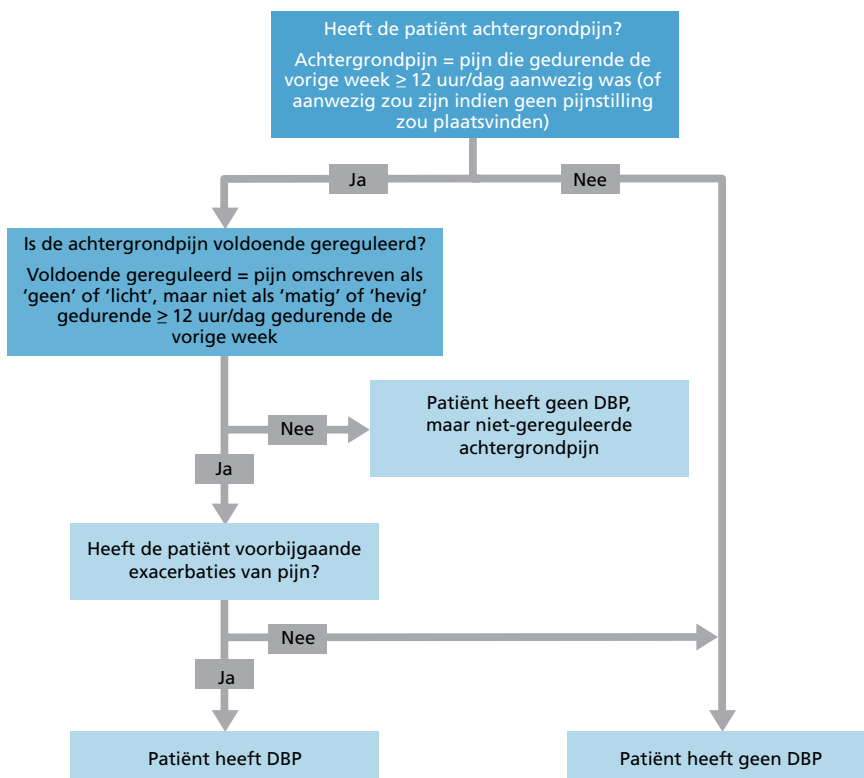 Heeft de patiënt achtergrondpijn?
Achtergrondpijn = pijn die gedurende de
vorige week ≥ 12 uur/dag aanwezig was (of
aanwezig zou zijn indien geen pijnstilling
zou plaatsvinden)
Ja
Nee
Is de achtergrondpijn voldoende gereguleerd?
Voldoende gereguleerd = pijn omschreven als
‘geen’ of ‘licht’, maar niet als ‘matig’ of ‘hevig’
gedurende ≥ 12 uur/dag gedurende de
vorige week
Nee
Patiënt heeft geen DBP,
maar niet-gereguleerde
achtergrondpijn
Ja
Heeft de patiënt voorbijgaande
exacerbaties van pijn?
Nee
Ja
Patiënt heeft DBP
Patiënt heeft geen DBP